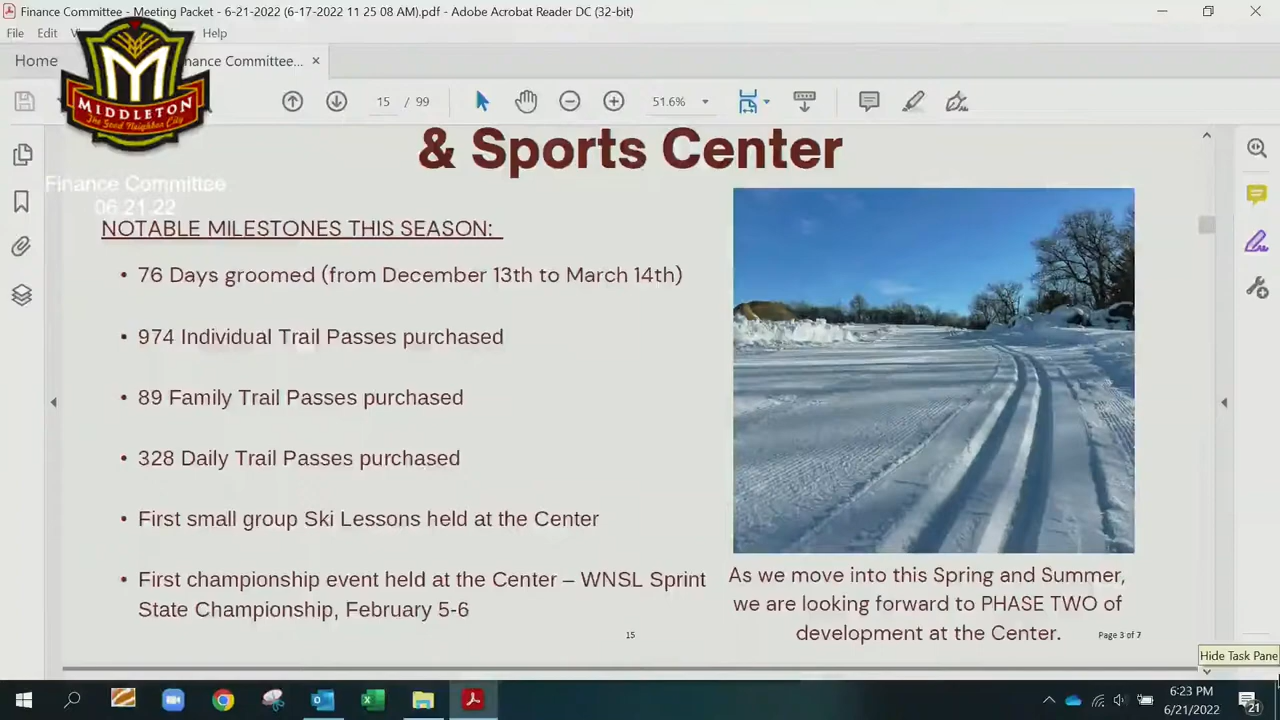 Finance Committee - Meeting Packet - 6-21-2022 (6-17-2022 11 25 08 AM).pdf - Adobe Acrobat Reader DC (32-bit)
File Edit Help
Home nance Committee... ×
15 / 99 51.6%
MIDDLETON
The Good Neighbor City
Finance Committee
06.21.22
& Sports Center
NOTABLE MILESTONES THIS SEASON:
• 76 Days groomed (from December 13th to March 14th)
• 974 Individual Trail Passes purchased
• 89 Family Trail Passes purchased
• 328 Daily Trail Passes purchased
• First small group Ski Lessons held at the Center
• First championship event held at the Center – WNSL Sprint
State Championship, February 5-6
As we move into this Spring and Summer,
we are looking forward to PHASE TWO of
development at the Center.
15
Page 3 of 7
Hide Task Pane
6:23 PM
6/21/2022
21